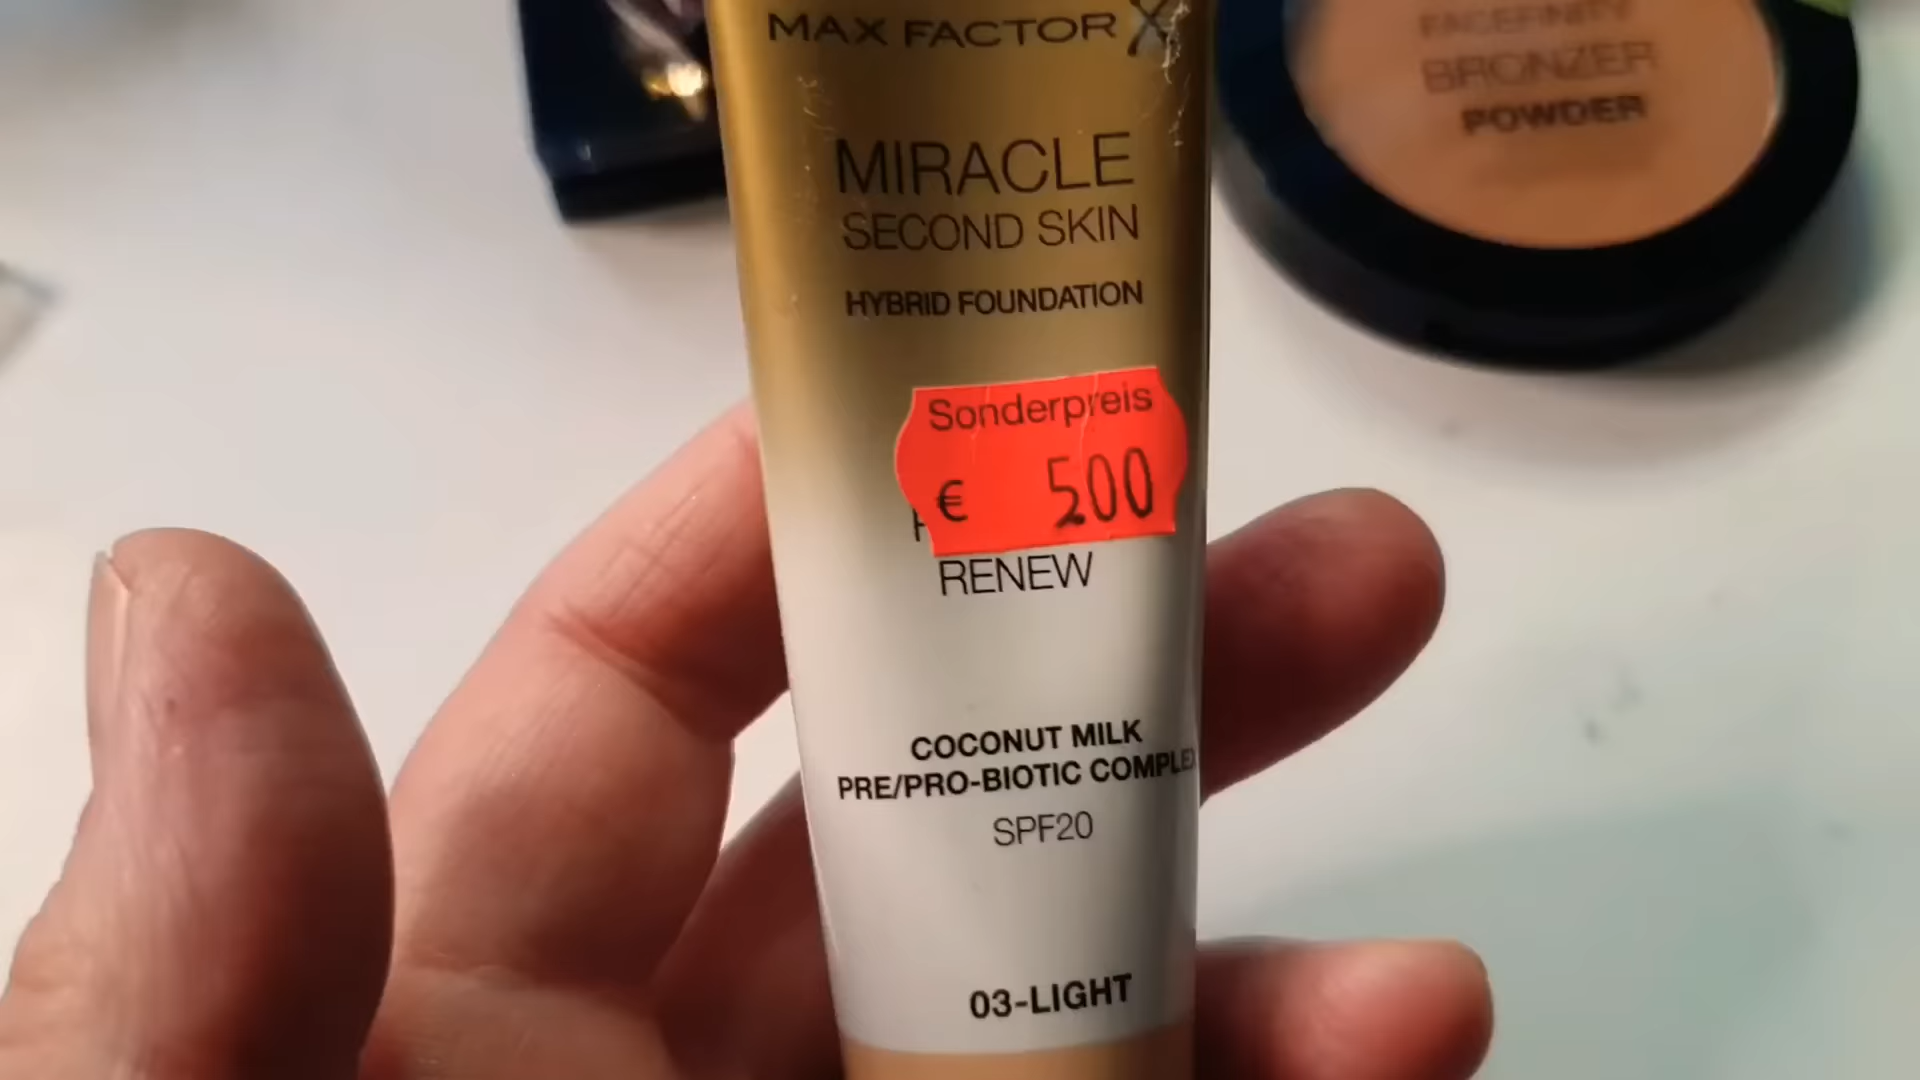 MAX FACTOR X
MIRACLE
SECOND SKIN
HYBRID FOUNDATION
Sonderpreis
€ 500
RENEW
COCONUT MILK
PRE/PRO-BIOTIC COMPLEX
SPF20
03-LIGHT
FACEFINITY
BRONZER
POWDER